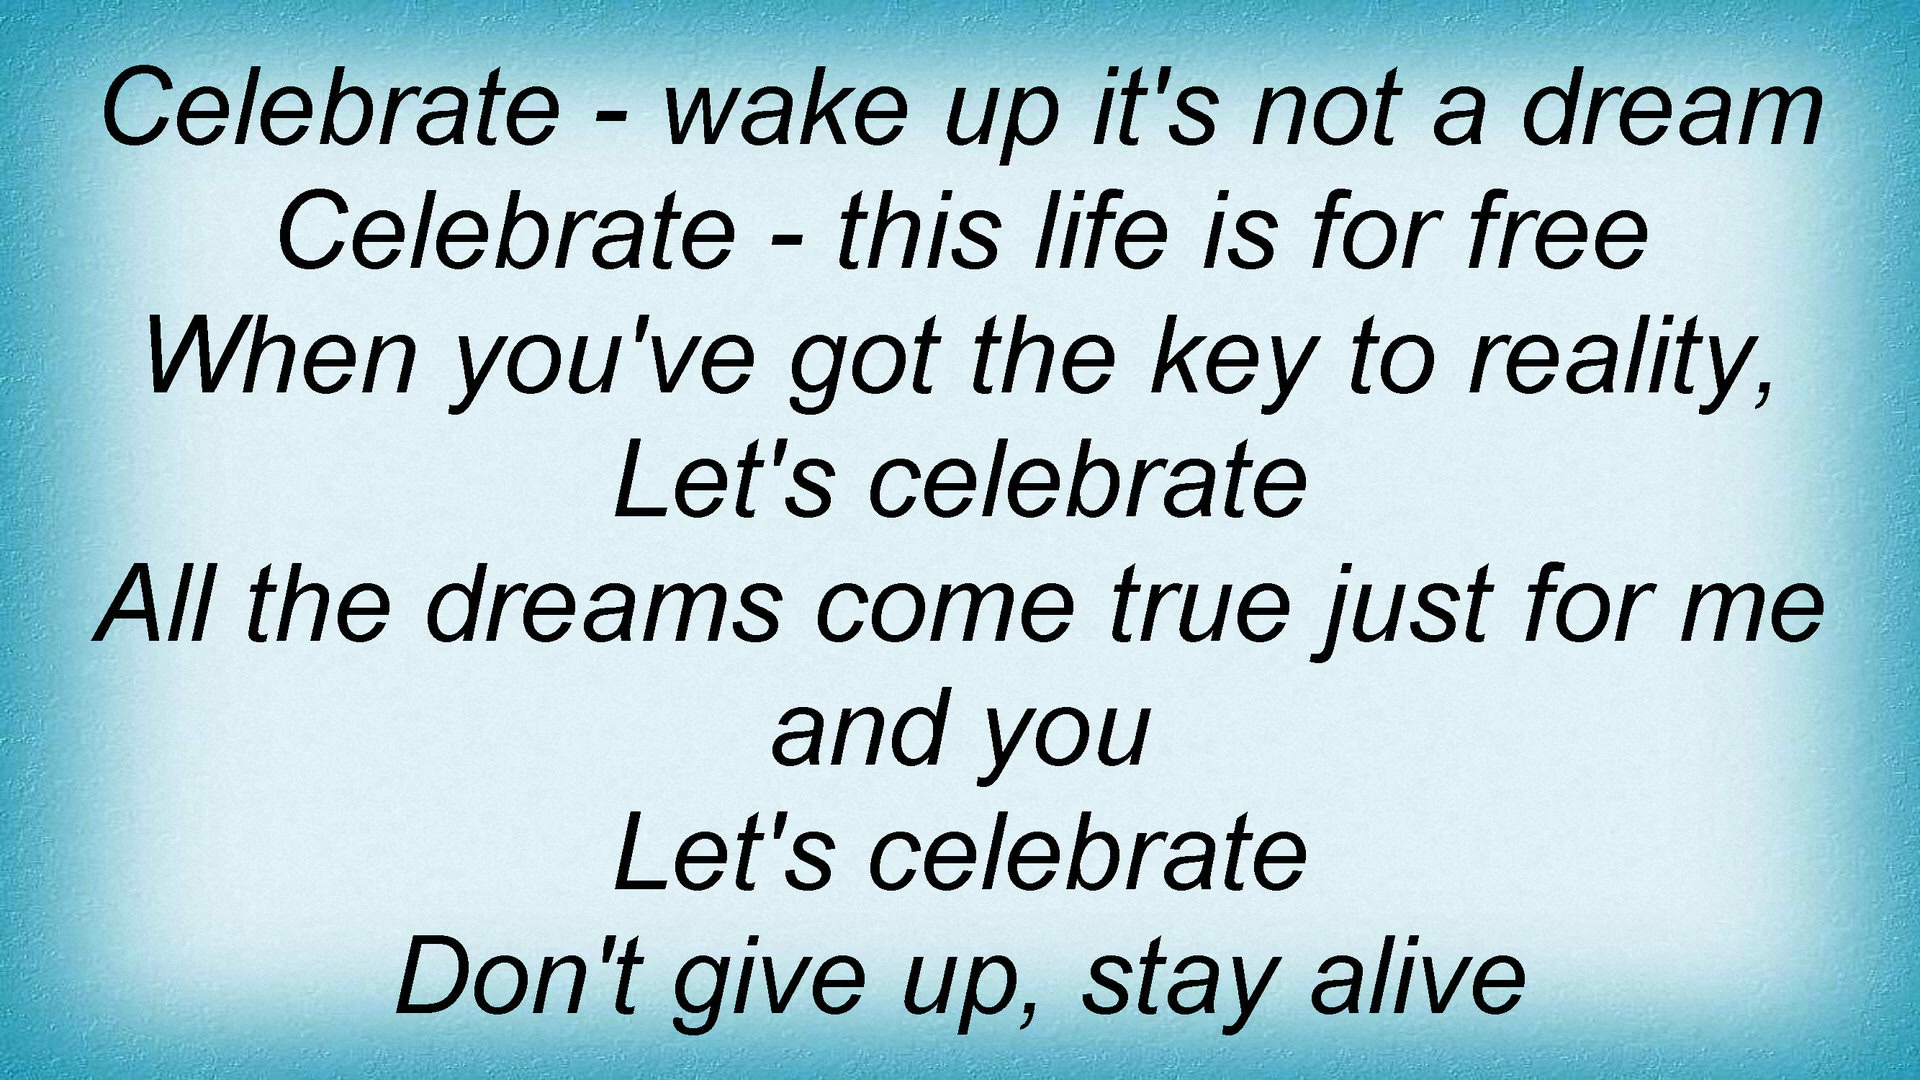 Celebrate - wake up it's not a dream
Celebrate - this life is for free
When you've got the key to reality,
Let's celebrate
All the dreams come true just for me
and you
Let's celebrate
Don't give up, stay alive